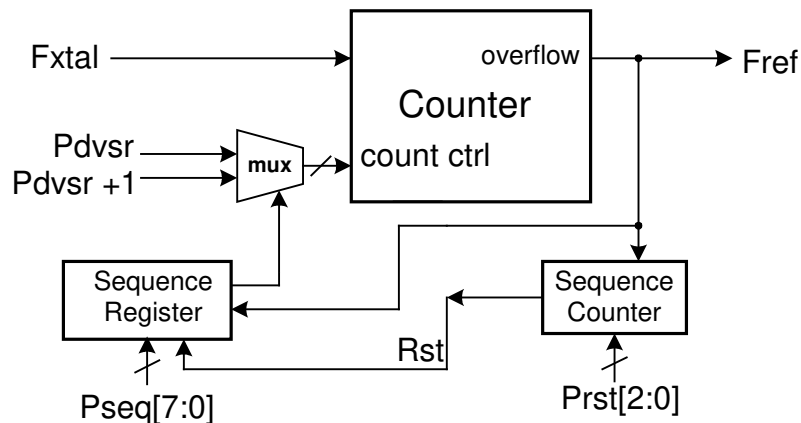 Fxtal
overflow
Fref
Counter
Pdvsr
mux
count ctrl
Pdvsr +1
Sequence
Register
Sequence
Counter
Rst
Pseq[7:0]
Prst[2:0]